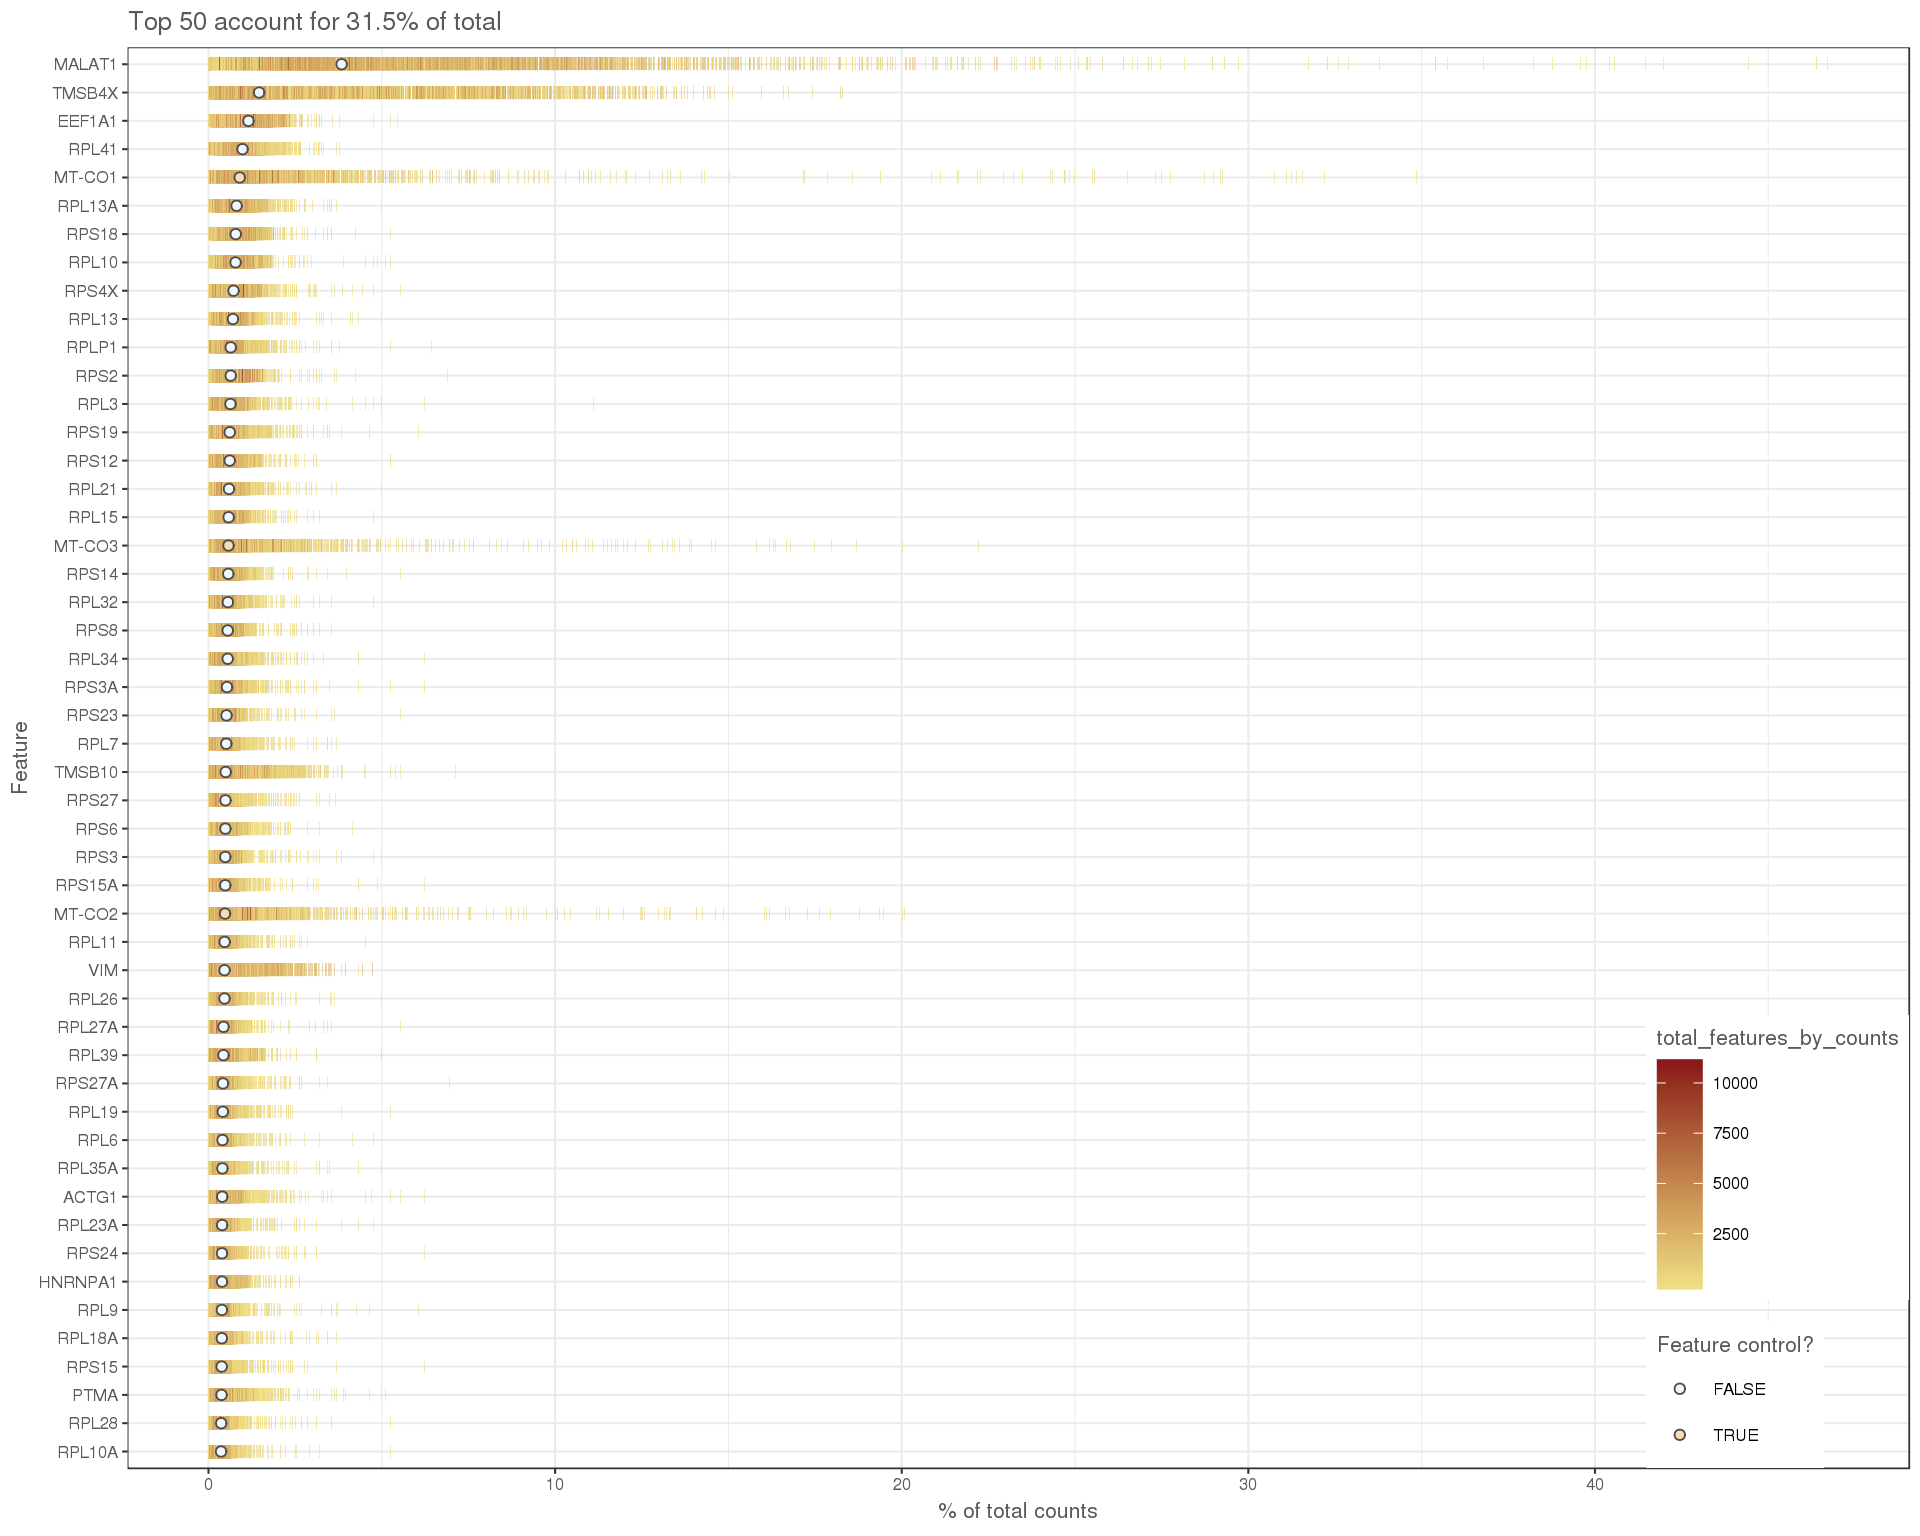 Top 50 account for 31.5% of total
MALAT1
TMSB4X
EEF1A1
RPL41
MT-CO1
RPL13A
RPS18
RPL10
RPS4X
RPL13
RPLP1
RPS2
RPL3
RPS19
RPS12
RPL21
RPL15
MT-CO3
RPS14
RPL32
RPS8
RPL34
RPS3A
RPS23
RPL7
TMSB10
RPS27
RPS6
RPS3
RPS15A
MT-CO2
RPL11
VIM
RPL26
RPL27A
RPL39
RPS27A
RPL19
RPL6
RPL35A
ACTG1
RPL23A
RPS24
HNRNPA1
RPL9
RPL18A
RPS15
PTMA
RPL28
RPL10A
Feature
0 10 20 30 40
% of total counts
total_features_by_counts
10000
7500
5000
2500
Feature control?
FALSE
TRUE